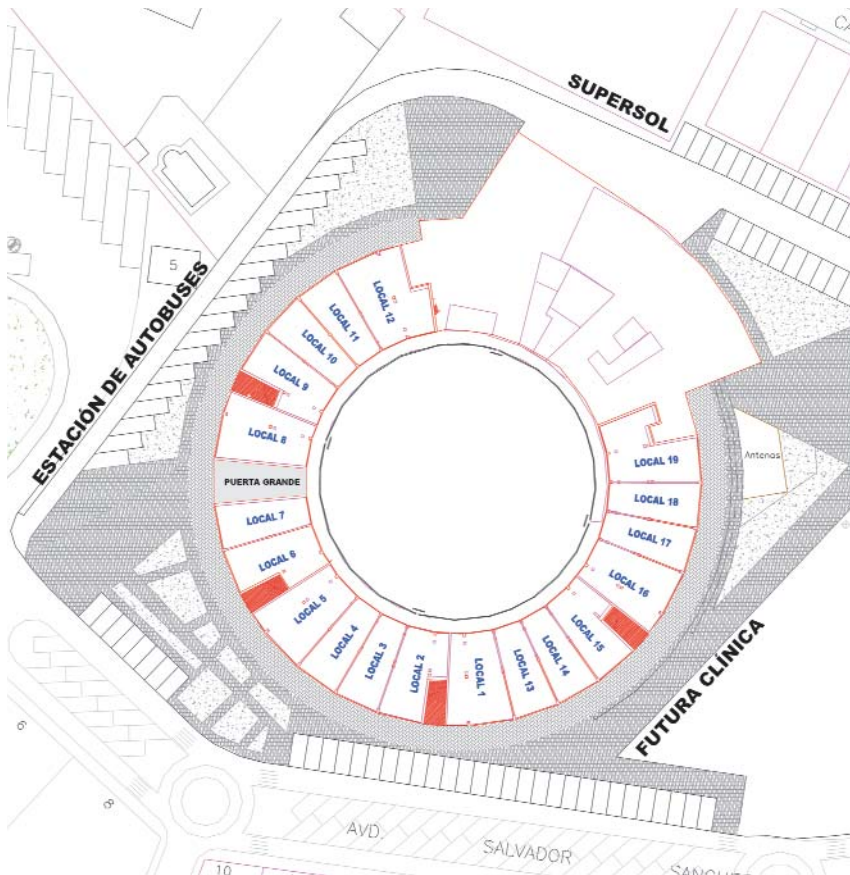 SUPERSOL
5
ESTACIÓN DE AUTOBUSES
LOCAL 12
LOCAL 11
LOCAL 10
LOCAL 9
LOCAL 8
PUERTA GRANDE
LOCAL 7
LOCAL 6
LOCAL 5
LOCAL 4
LOCAL 3
LOCAL 2
LOCAL 1
LOCAL 13
LOCAL 14
LOCAL 15
LOCAL 16
LOCAL 17
LOCAL 18
LOCAL 19
Antenas
FUTURA CLÍNICA
6
8
AVD. SALVADOR
10